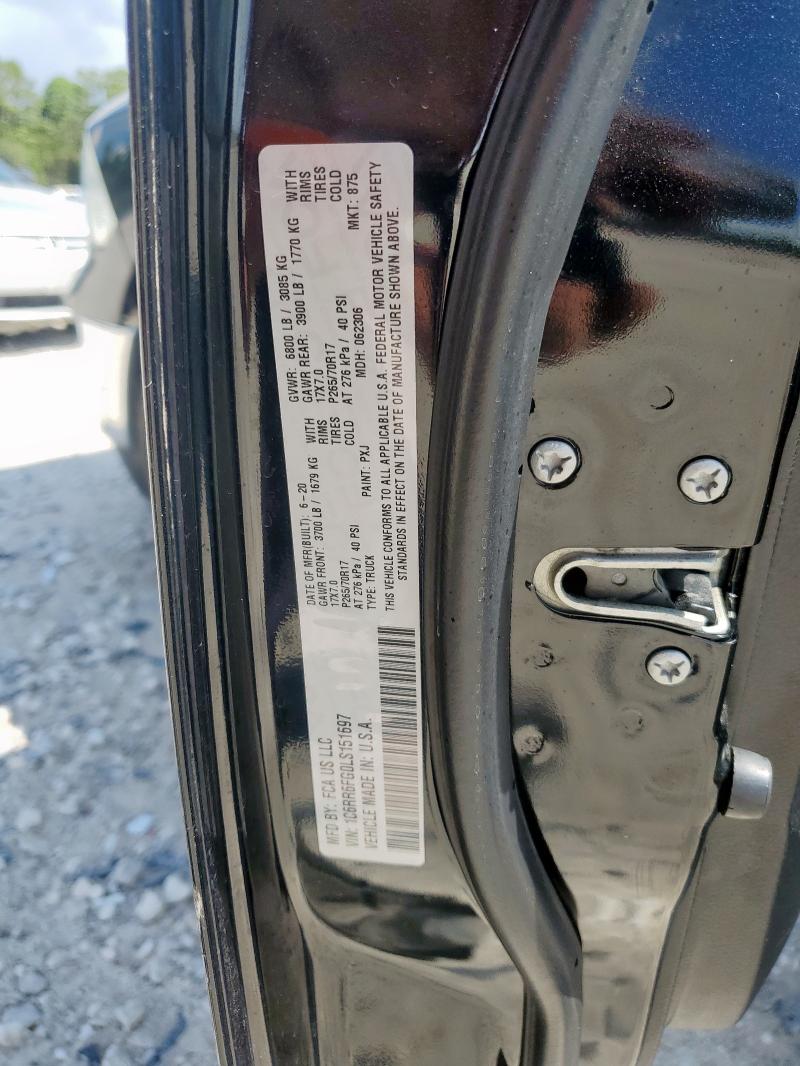 MFD BY: FCA US LLC
DATE OF MFR(BUILT): 6-20
GVWR: 6800 LB / 3085 KG
GAWR FRONT: 3700 LB / 1679 KG WITH
17X7.0 RIMS
P265/70R17 TIRES
AT 276 kPa / 40 PSI COLD
GAWR REAR: 3900 LB / 1770 KG WITH
17X7.0 RIMS
P265/70R17 TIRES
AT 276 kPa / 40 PSI COLD
VIN: 1C6RR6FG0LS151697
TYPE: TRUCK PAINT: PXJ MDH: 062306 MKT: 875
VEHICLE MADE IN: U.S.A.
THIS VEHICLE CONFORMS TO ALL APPLICABLE U.S.A. FEDERAL MOTOR VEHICLE SAFETY
STANDARDS IN EFFECT ON THE DATE OF MANUFACTURE SHOWN ABOVE.